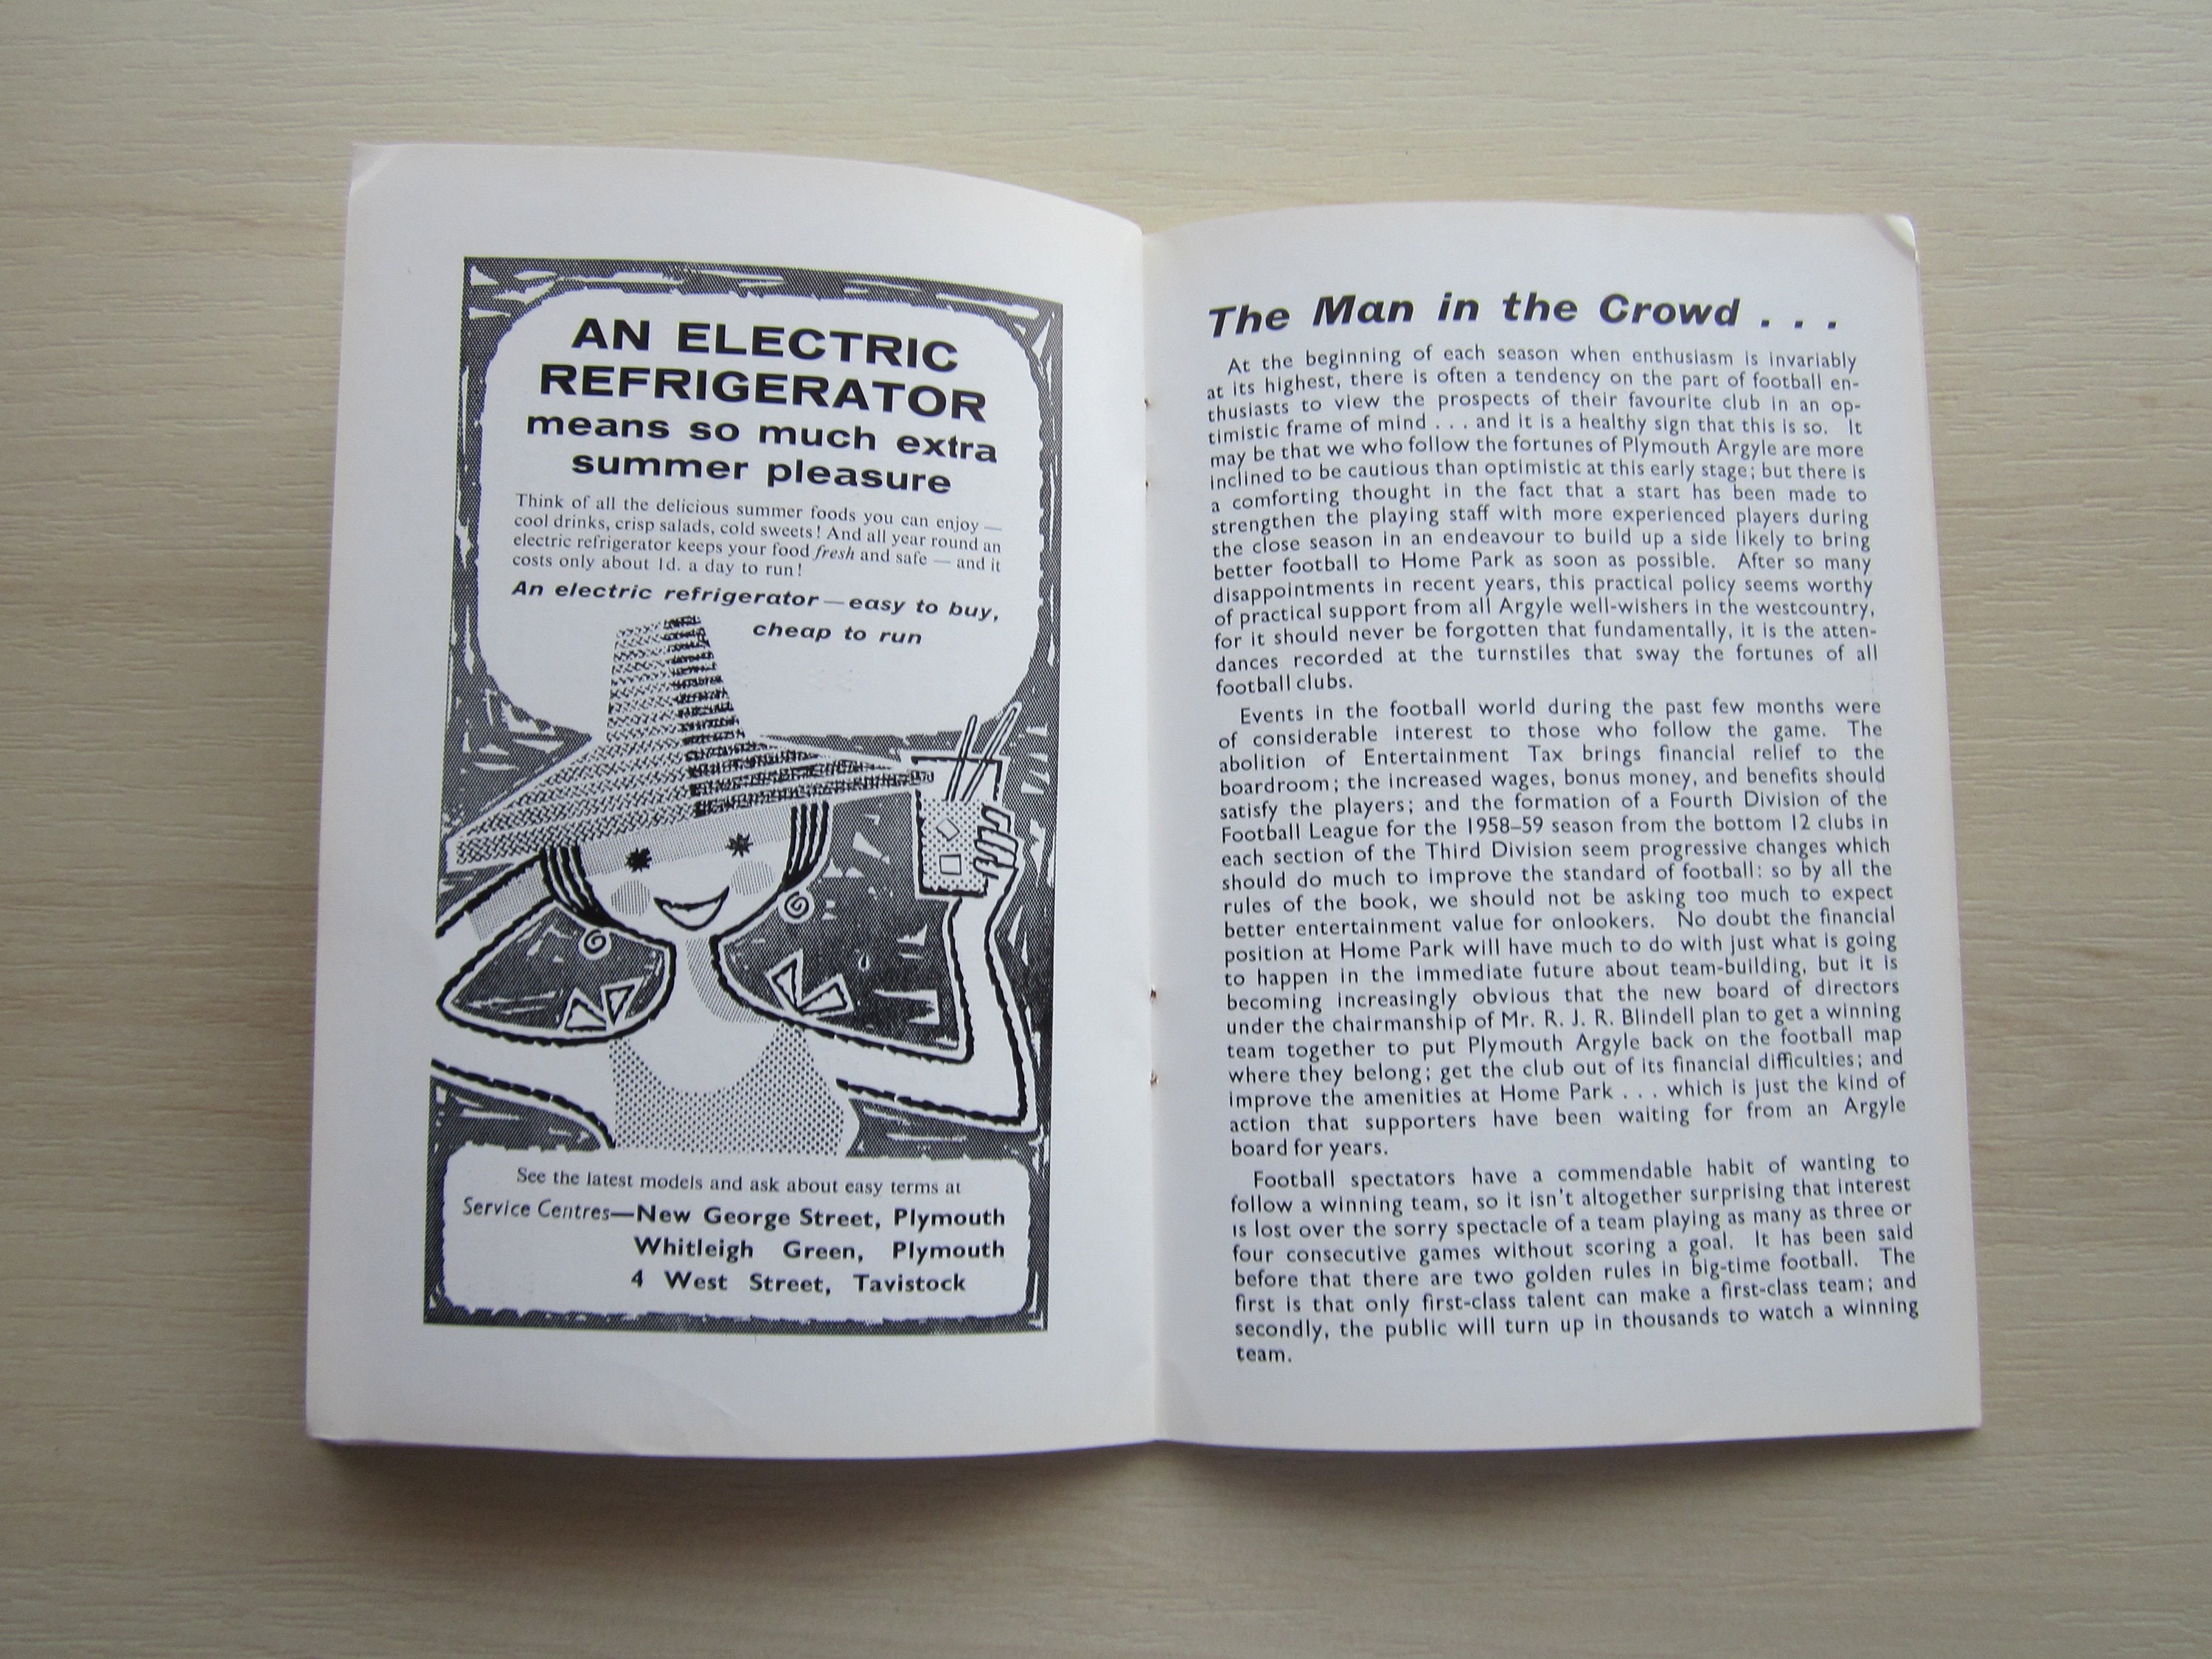 AN ELECTRIC
REFRIGERATOR
means so much extra
summer pleasure
Think of all the delicious summer foods you can enjoy —
cool drinks, crisp salads, cold sweets! And all year round an
electric refrigerator keeps your food fresh and safe — and it
costs only about 1d. a day to run!
An electric refrigerator—easy to buy,
cheap to run
See the latest models and ask about easy terms at
Service Centres—New George Street, Plymouth
Whitleigh Green, Plymouth
4 West Street, Tavistock
The Man in the Crowd . . .
At the beginning of each season when enthusiasm is invariably
at its highest, there is often a tendency on the part of football en-
thusiasts to view the prospects of their favourite club in an op-
timistic frame of mind . . . and it is a healthy sign that this is so. It
may be that we who follow the fortunes of Plymouth Argyle are more
inclined to be cautious than optimistic at this early stage; but there is
a comforting thought in the fact that a start has been made to
strengthen the playing staff with more experienced players during
the close season in an endeavour to build up a side likely to bring
better football to Home Park as soon as possible. After so many
disappointments in recent years, this practical policy seems worthy
of practical support from all Argyle well-wishers in the westcountry,
for it should never be forgotten that fundamentally, it is the atten-
dances recorded at the turnstiles that sway the fortunes of all
football clubs.
Events in the football world during the past few months were
of considerable interest to those who follow the game. The
abolition of Entertainment Tax brings financial relief to the
boardroom; the increased wages, bonus money, and benefits should
satisfy the players; and the formation of a Fourth Division of the
Football League for the 1958–59 season from the bottom 12 clubs in
each section of the Third Division seem progressive changes which
should do much to improve the standard of football: so by all the
rules of the book, we should not be asking too much to expect
better entertainment value for onlookers. No doubt the financial
position at Home Park will have much to do with just what is going
to happen in the immediate future about team-building, but it is
becoming increasingly obvious that the new board of directors
under the chairmanship of Mr. R. J. R. Blindell plan to get a winning
team together to put Plymouth Argyle back on the football map
where they belong; get the club out of its financial difficulties; and
improve the amenities at Home Park . . . which is just the kind of
action that supporters have been waiting for from an Argyle
board for years.
Football spectators have a commendable habit of wanting to
follow a winning team, so it isn't altogether surprising that interest
is lost over the sorry spectacle of a team playing as many as three or
four consecutive games without scoring a goal. It has been said
before that there are two golden rules in big-time football. The
first is that only first-class talent can make a first-class team; and
secondly, the public will turn up in thousands to watch a winning
team.